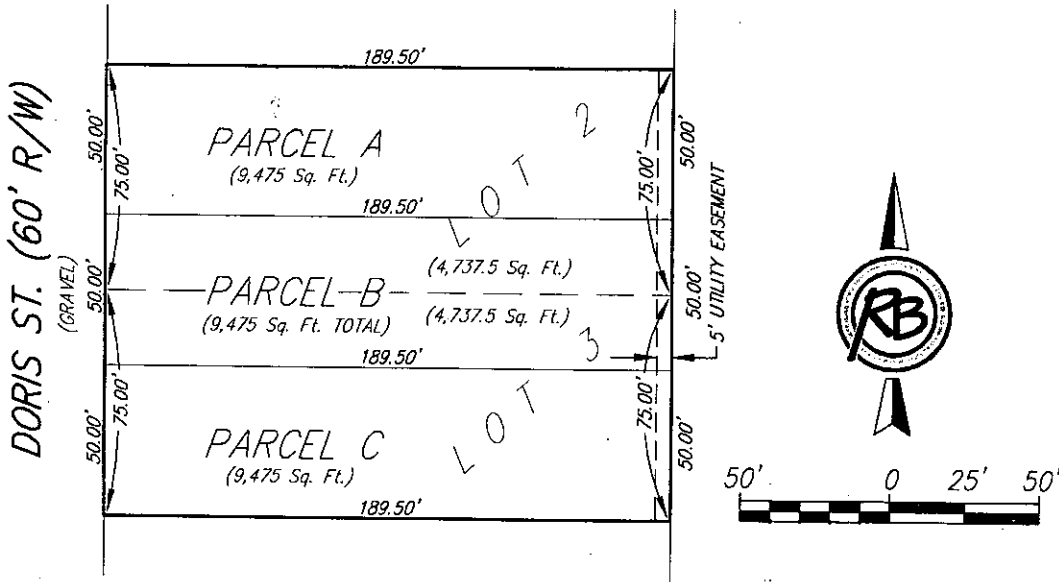 189.50'
DORIS ST. (60' R/W)
(GRAVEL)
50.00'
75.00'
PARCEL A
(9,475 Sq. Ft.)
LOT 2
75.00'
50.00'
189.50'
50.00'
PARCEL B
(9,475 Sq. Ft. TOTAL)
(4,737.5 Sq. Ft.)
(4,737.5 Sq. Ft.)
50.00'
5' UTILITY EASEMENT
189.50'
50.00'
75.00'
PARCEL C
(9,475 Sq. Ft.)
LOT 3
75.00'
50.00'
189.50'
RB
50' 0 25' 50'